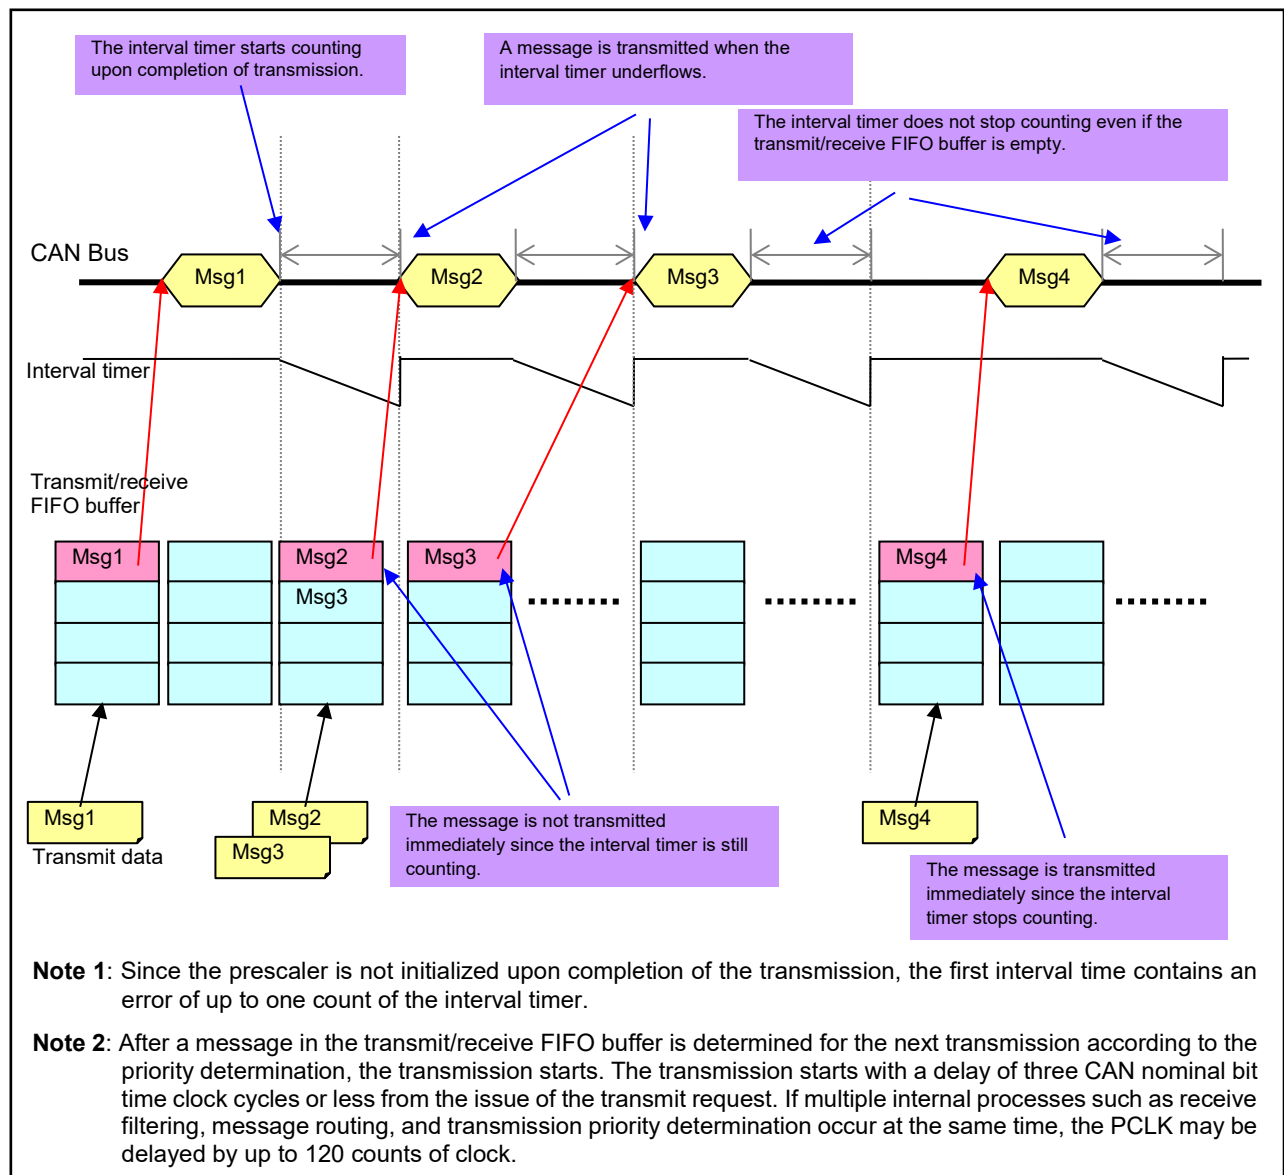 The interval timer starts counting
upon completion of transmission.
A message is transmitted when the
interval timer underflows.
The interval timer does not stop counting even if the
transmit/receive FIFO buffer is empty.
CAN Bus
Msg1
Msg2
Msg3
Msg4
Interval timer
Transmit/receive
FIFO buffer
Msg1
Msg2
Msg3
Msg4
Msg3
Msg1
Msg2
Msg3
Msg4
Transmit data
The message is not transmitted
immediately since the interval timer is still
counting.
The message is transmitted
immediately since the interval
timer stops counting.
Note 1: Since the prescaler is not initialized upon completion of the transmission, the first interval time contains an
error of up to one count of the interval timer.
Note 2: After a message in the transmit/receive FIFO buffer is determined for the next transmission according to the
priority determination, the transmission starts. The transmission starts with a delay of three CAN nominal bit
time clock cycles or less from the issue of the transmit request. If multiple internal processes such as receive
filtering, message routing, and transmission priority determination occur at the same time, the PCLK may be
delayed by up to 120 counts of clock.